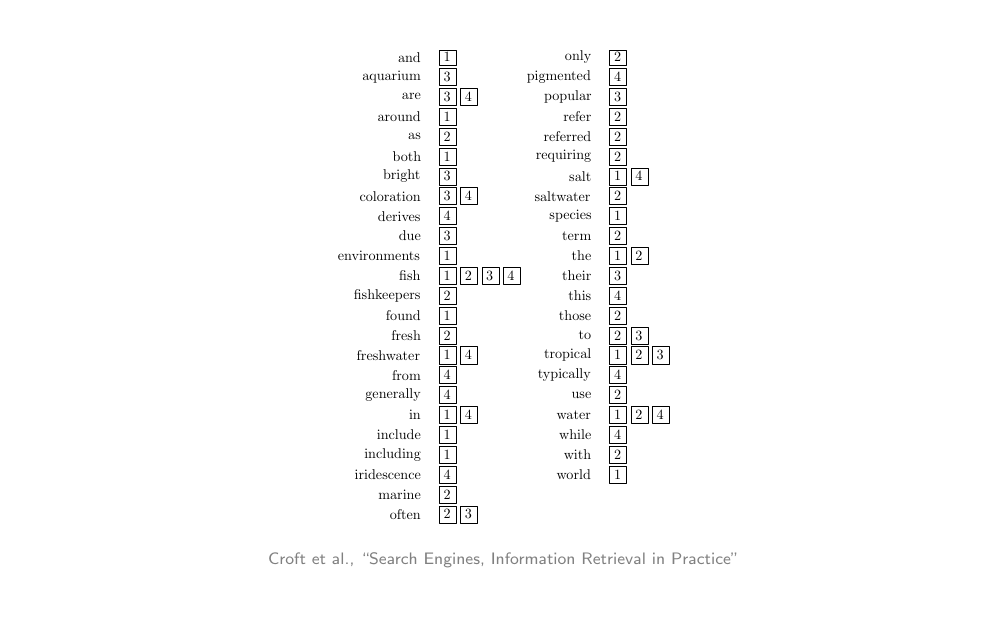 and 1
aquarium 3
are 3 4
around 1
as 2
both 1
bright 3
coloration 3 4
derives 4
due 3
environments 1
fish 1 2 3 4
fishkeepers 2
found 1
fresh 2
freshwater 1 4
from 4
generally 4
in 1 4
include 1
including 1
iridescence 4
marine 2
often 2 3
only 2
pigmented 4
popular 3
refer 2
referred 2
requiring 2
salt 1 4
saltwater 2
species 1
term 2
the 1 2
their 3
this 4
those 2
to 2 3
tropical 1 2 3
typically 4
use 2
water 1 2 4
while 4
with 2
world 1
Croft et al., “Search Engines, Information Retrieval in Practice”